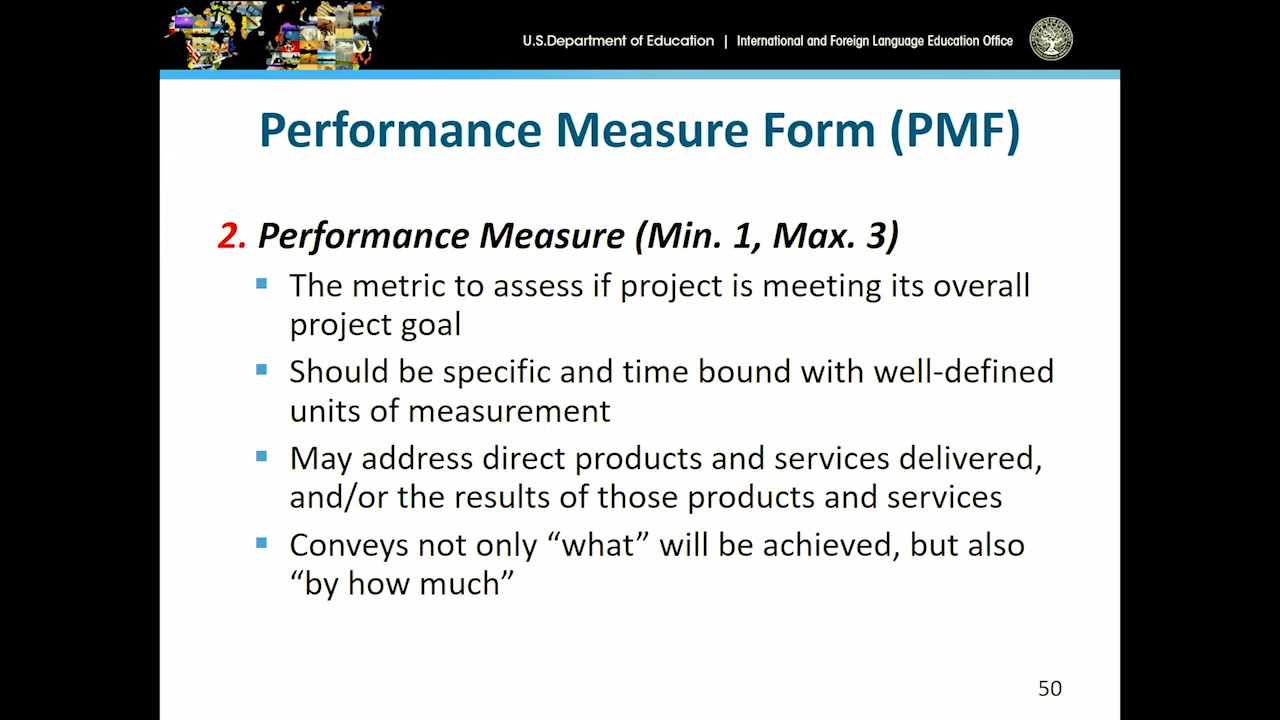 U.S.Department of Education | International and Foreign Language Education Office
Performance Measure Form (PMF)
2. Performance Measure (Min. 1, Max. 3)
▪ The metric to assess if project is meeting its overall
project goal
▪ Should be specific and time bound with well-defined
units of measurement
▪ May address direct products and services delivered,
and/or the results of those products and services
▪ Conveys not only “what” will be achieved, but also
“by how much”
50